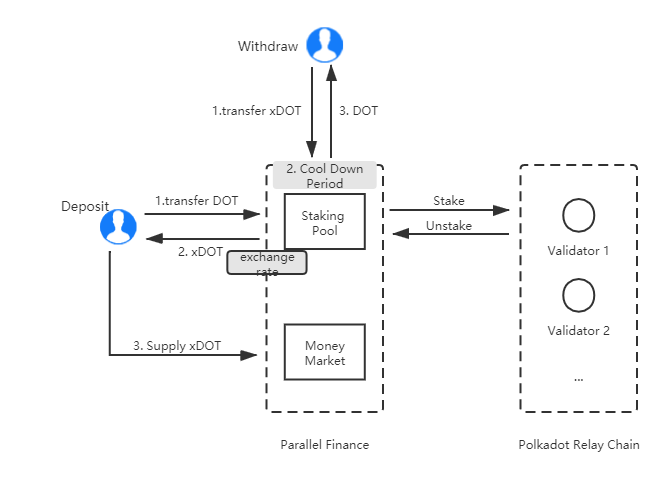 Withdraw
1.transfer xDOT
3. DOT
2. Cool Down
Period
Deposit
1.transfer DOT
Staking
Pool
Stake
Unstake
2. xDOT
exchange
rate
Validator 1
Validator 2
3. Supply xDOT
Money
Market
...
Parallel Finance
Polkadot Relay Chain